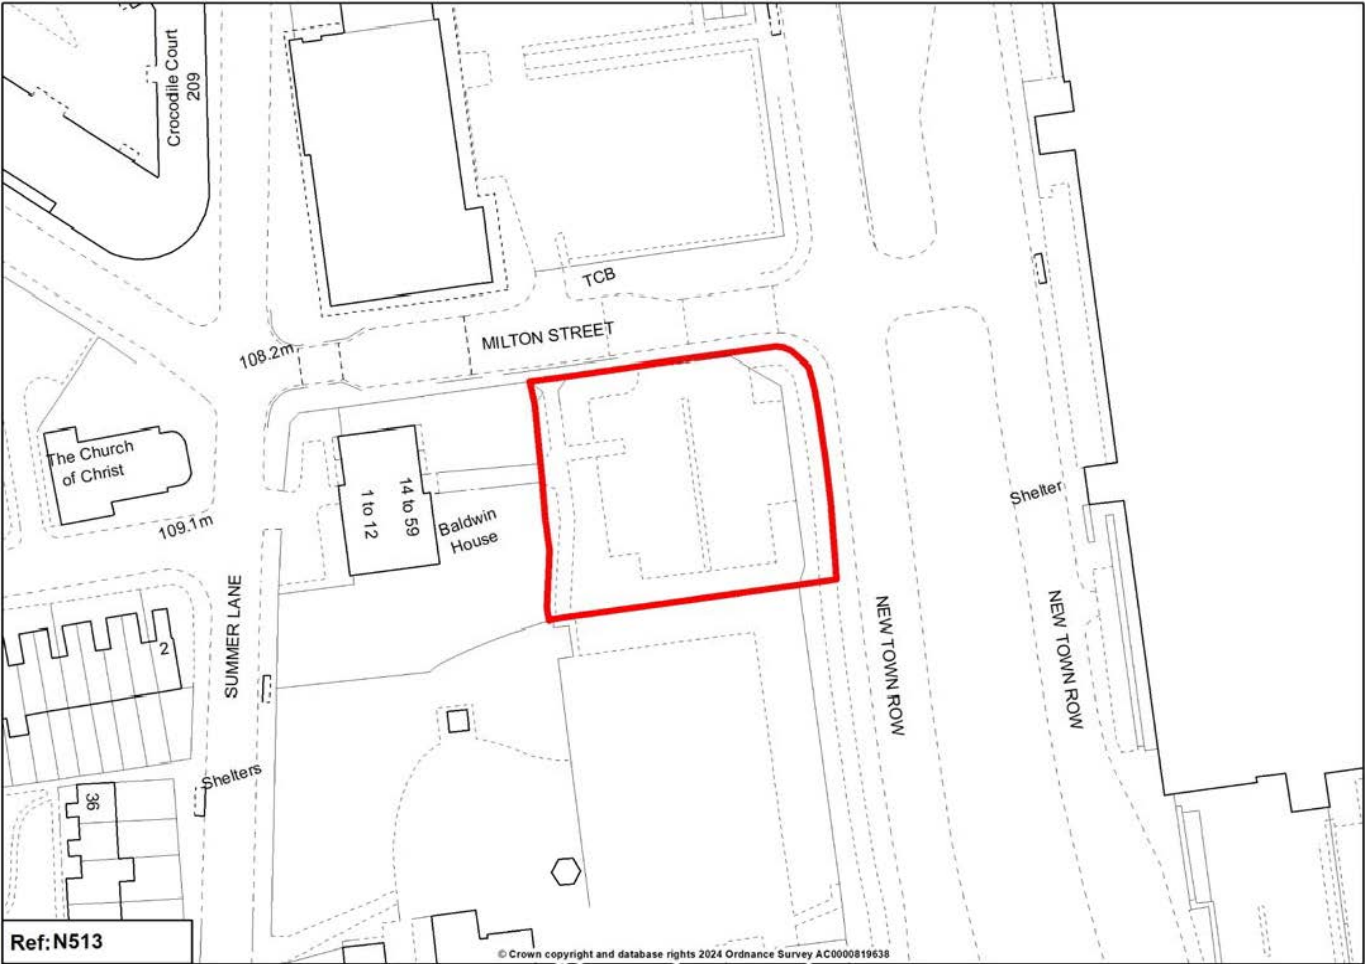 Crocodile Court
209
TCB
MILTON STREET
108.2m
The Church
of Christ
109.1m
1 to 12
14 to 59
Baldwin
House
Shelter
SUMMER LANE
NEW TOWN ROW
NEW TOWN ROW
2
Shelters
36
Ref:N513
© Crown copyright and database rights 2024 Ordnance Survey AC0000819638